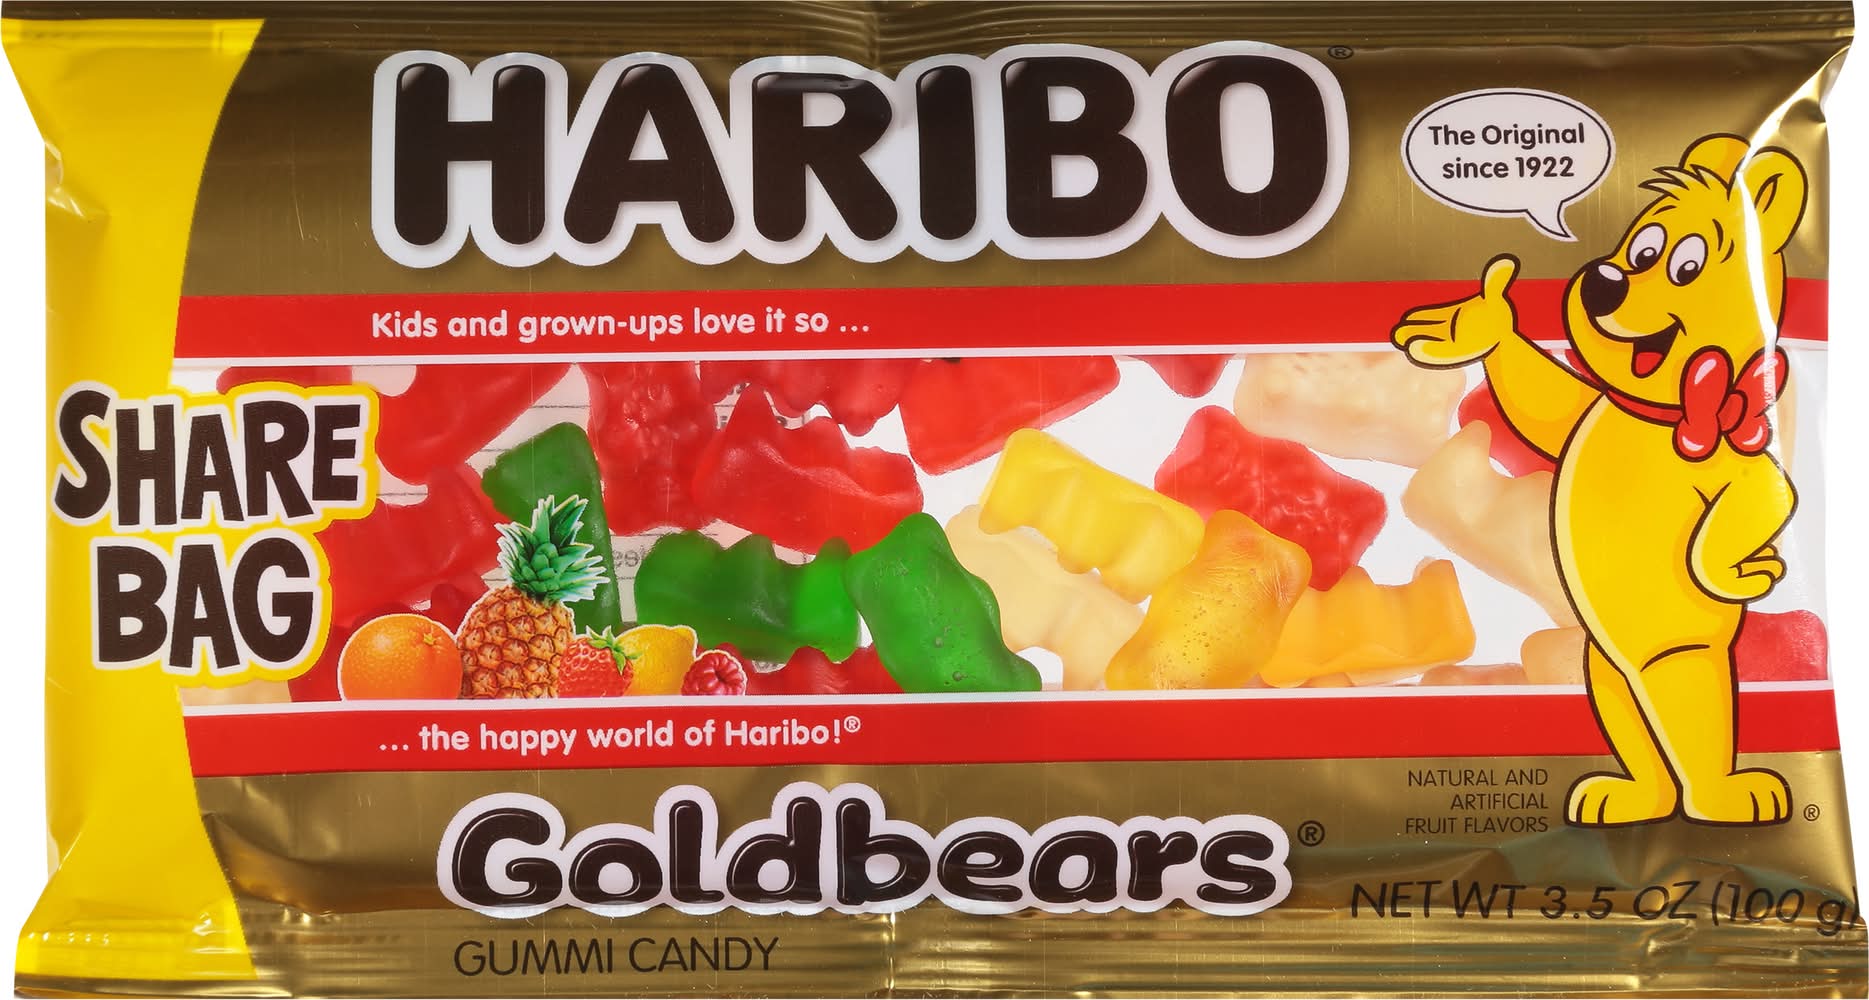 HARIBO®
The Original
since 1922
Kids and grown-ups love it so ...
SHARE
BAG
... the happy world of Haribo!®
Goldbears®
NATURAL AND
ARTIFICIAL
FRUIT FLAVORS
®
NET WT 3.5 OZ (100 g)
GUMMI CANDY